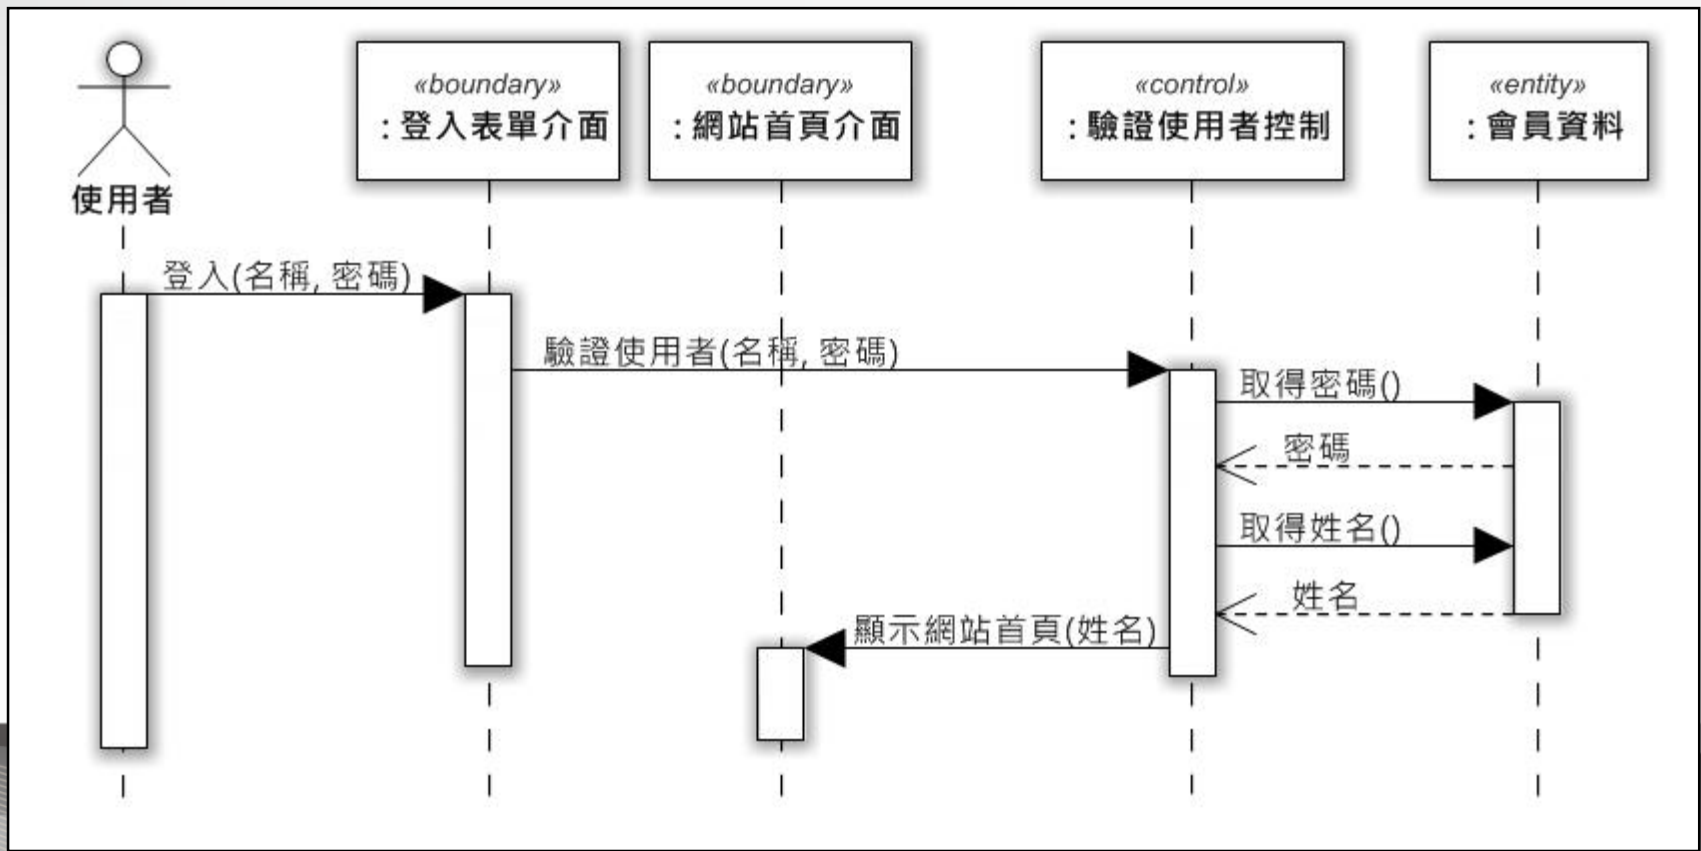 «boundary»
: 登入表單介面
«boundary»
: 網站首頁介面
«control»
: 驗證使用者控制
«entity»
: 會員資料
使用者
登入(名稱, 密碼)
驗證使用者(名稱, 密碼)
取得密碼()
密碼
取得姓名()
姓名
顯示網站首頁(姓名)